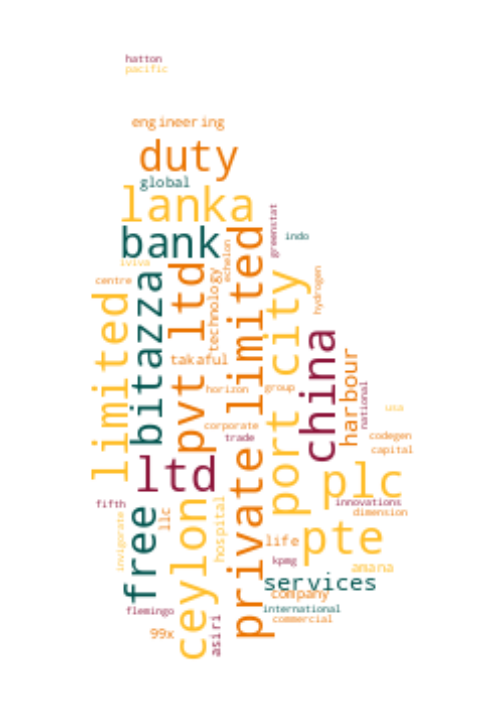 hatton
pacific
engineering
duty
global
lanka
greenstat
bank
indo
echelon
iviva
centre
limited
bitazza
pvt ltd
technology
private limited
port city
hydrogen
takaful
china
harbour
horizon
group
national
usa
corporate
trade
codegen
capital
ltd
plc
fifth
invigorate
free
llc
ceylon
hospital
innovations
dimension
life
pte
kpmg
amana
services
company
flemingo
international
commercial
99x
asiri